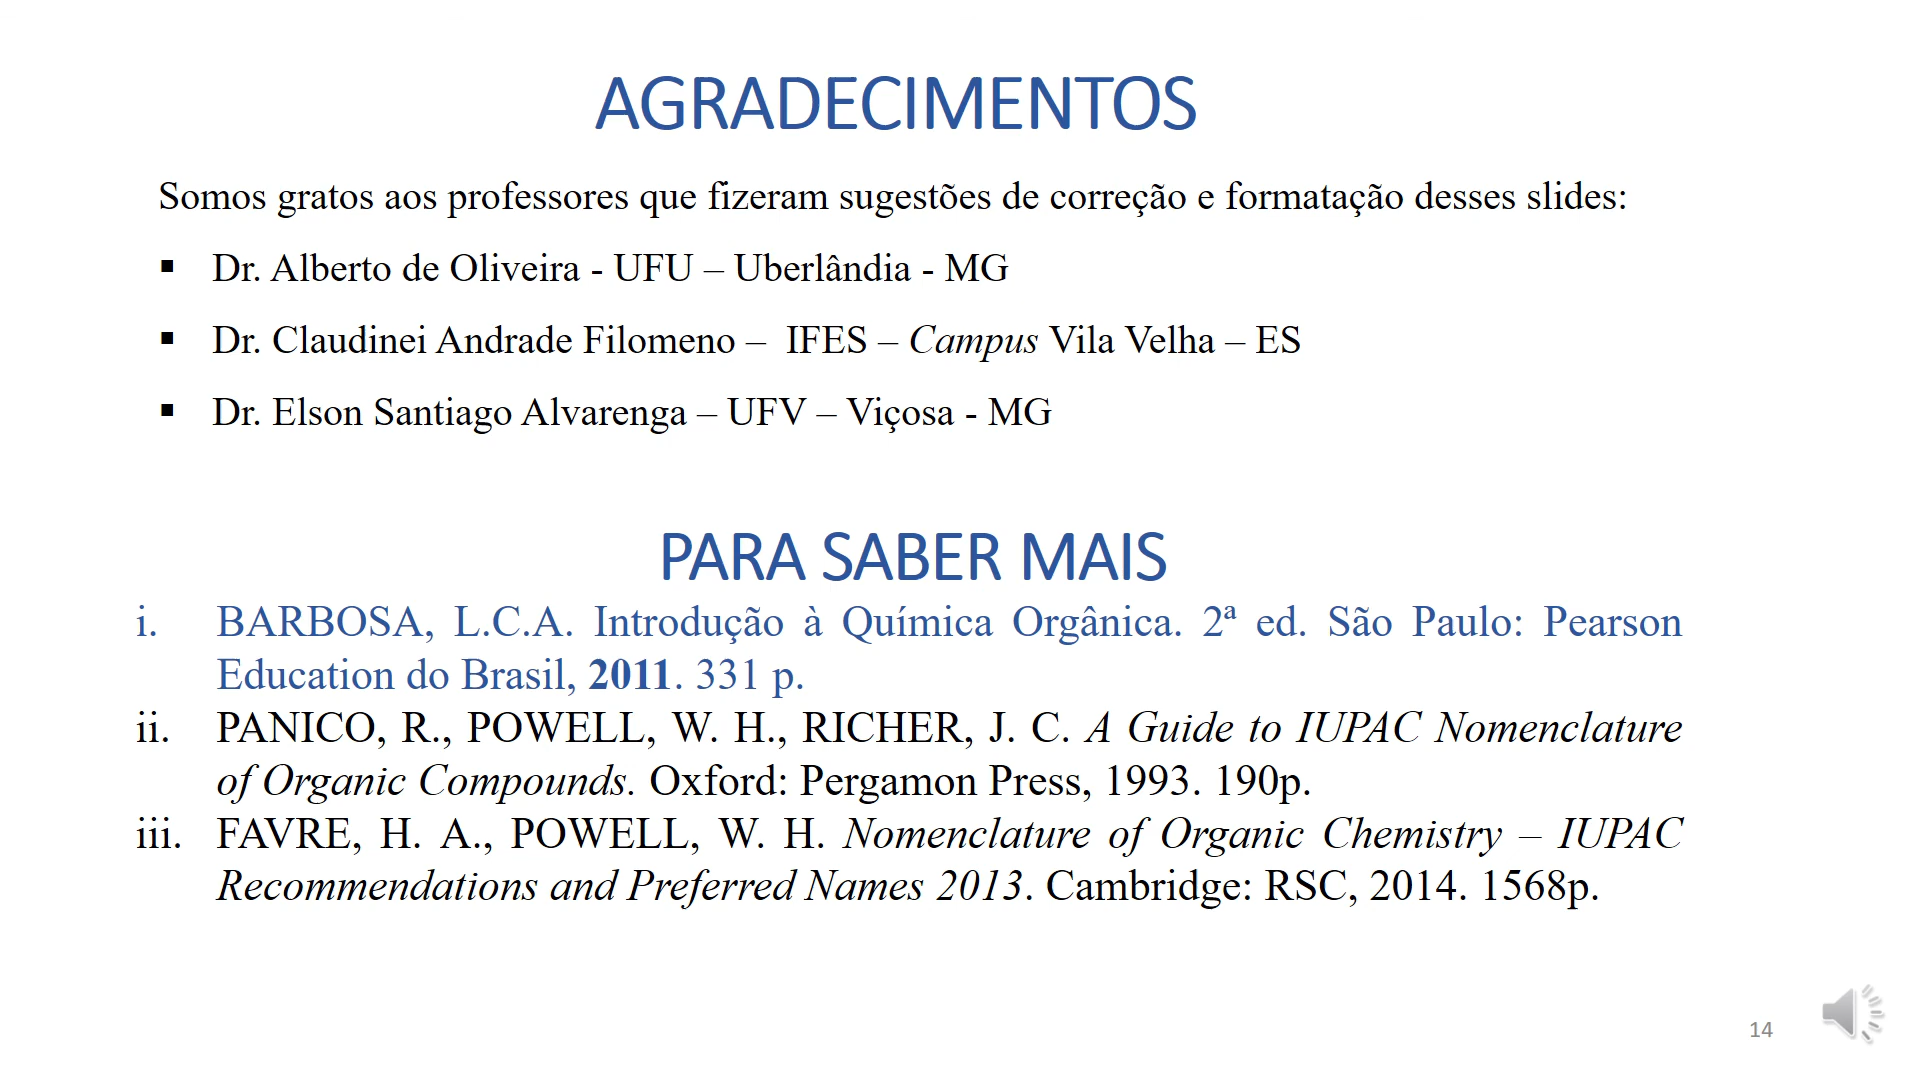 AGRADECIMENTOS
Somos gratos aos professores que fizeram sugestões de correção e formatação desses slides:
▪ Dr. Alberto de Oliveira - UFU – Uberlândia - MG
▪ Dr. Claudinei Andrade Filomeno – IFES – Campus Vila Velha – ES
▪ Dr. Elson Santiago Alvarenga – UFV – Viçosa - MG
PARA SABER MAIS
i. BARBOSA, L.C.A. Introdução à Química Orgânica. 2ª ed. São Paulo: Pearson
Education do Brasil, 2011. 331 p.
ii. PANICO, R., POWELL, W. H., RICHER, J. C. A Guide to IUPAC Nomenclature
of Organic Compounds. Oxford: Pergamon Press, 1993. 190p.
iii. FAVRE, H. A., POWELL, W. H. Nomenclature of Organic Chemistry – IUPAC
Recommendations and Preferred Names 2013. Cambridge: RSC, 2014. 1568p.
14